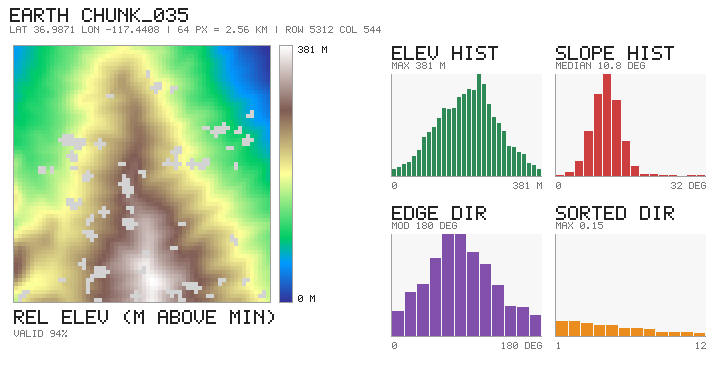 EARTH CHUNK_035
LAT 36.9871 LON -117.4408 | 64 PX = 2.56 KM | ROW 5312 COL 544
381 M
0 M
REL ELEV (M ABOVE MIN)
VALID 94%
ELEV HIST
MAX 381 M
0 381 M
SLOPE HIST
MEDIAN 10.8 DEG
0 32 DEG
EDGE DIR
MOD 180 DEG
0 180 DEG
SORTED DIR
MAX 0.15
1 12